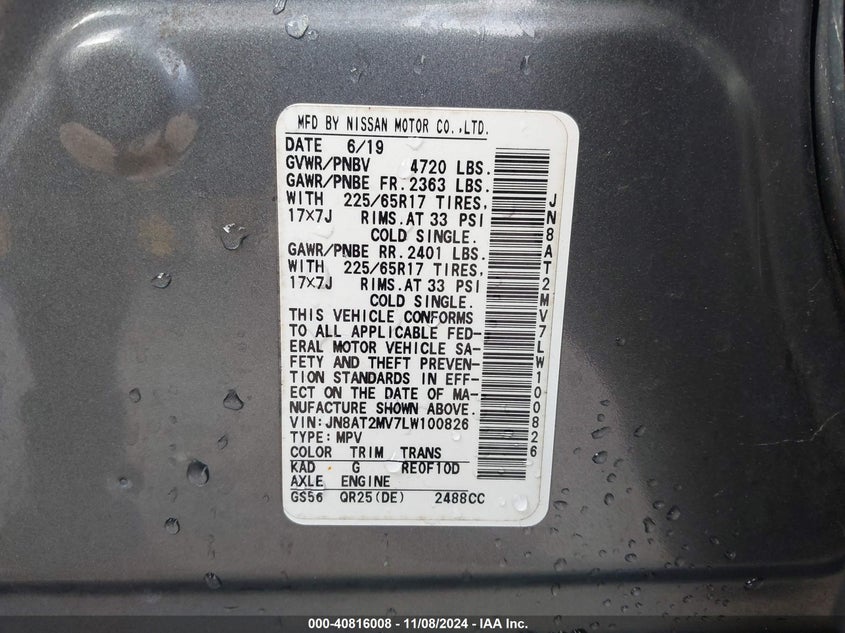 MFD BY NISSAN MOTOR CO.,LTD.
DATE 6/19
GVWR/PNBV 4720 LBS.
GAWR/PNBE FR. 2363 LBS.
WITH 225/65R17 TIRES,
17×7J RIMS.AT 33 PSI
COLD SINGLE.
GAWR/PNBE RR. 2401 LBS.
WITH 225/65R17 TIRES,
17×7J RIMS.AT 33 PSI
COLD SINGLE.
THIS VEHICLE CONFORMS
TO ALL APPLICABLE FED-
ERAL MOTOR VEHICLE SA-
FETY AND THEFT PREVEN-
TION STANDARDS IN EFF-
ECT ON THE DATE OF MA-
NUFACTURE SHOWN ABOVE.
VIN:JN8AT2MV7LW100826
TYPE:MPV
COLOR TRIM TRANS
KAD G RE0F10D
AXLE ENGINE
GS56 QR25(DE) 2488CC
JN8AT2MV7LW100826
000-40816008 - 11/08/2024 - IAA Inc.